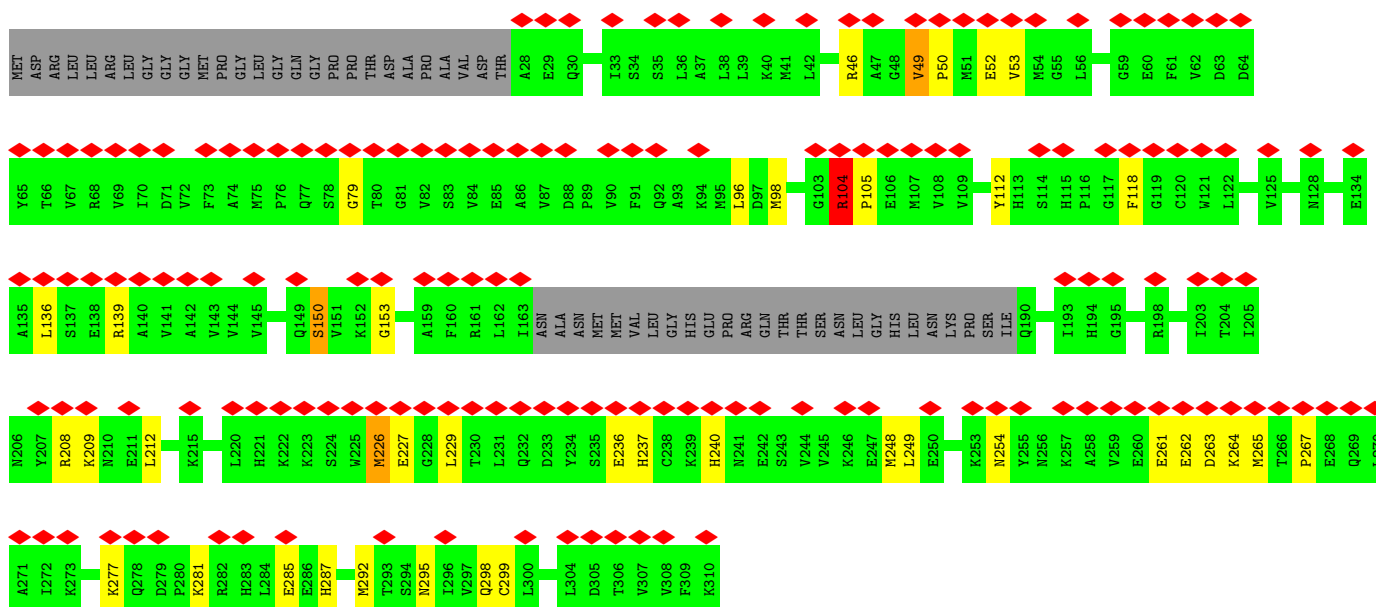 MET ASP ARG LEU LEU ARG LEU GLY GLY GLY MET PRO GLY LEU GLY GLN GLY PRO PRO THR ASP ALA PRO ALA VAL ASP THR A28 E29 Q30 I33 S34 S35 L36 A37 L38 L39 K40 M41 L42 R46 A47 G48 V49 P50 M51 E52 V53 M54 G55 L56 G59 E60 F61 V62 D63 D64
Y65 T66 V67 R68 V69 I70 D71 V72 F73 A74 M75 P76 Q77 S78 G79 T80 G81 V82 S83 V84 E85 A86 V87 D88 P89 V90 F91 Q92 A93 K94 M95 L96 D97 M98 G103 R104 P105 E106 M107 V108 V109 Y112 H113 S114 H115 P116 G117 F118 G119 C120 W121 L122 V125 N128 E134
A135 L136 S137 E138 R139 A140 V141 A142 V143 V144 V145 Q149 S150 V151 K152 G153 A159 F160 R161 L162 I163 ASN ALA ASN MET MET VAL LEU GLY HIS GLU PRO ARG GLN THR THR SER ASN LEU GLY HIS LEU ASN LYS PRO SER ILE Q190 I193 H194 G195 R198 I203 T204 I205
N206 Y207 R208 K209 N210 E211 L212 K215 L220 H221 K222 K223 S224 W225 M226 E227 G228 L229 T230 L231 Q232 D233 Y234 S235 E236 H237 C238 K239 H240 N241 E242 S243 V244 V245 K246 E247 M248 L249 E250 K253 N254 Y255 N256 K257 A258 V259 E260 E261 E262 D263 K264 M265 T266 P267 E268 Q269
A271 I272 K273 K277 Q278 D279 P280 K281 R282 H283 L284 E285 E286 H287 M292 T293 S294 N295 I296 V297 Q298 C299 L300 L304 D305 T306 V307 V308 F309 K310